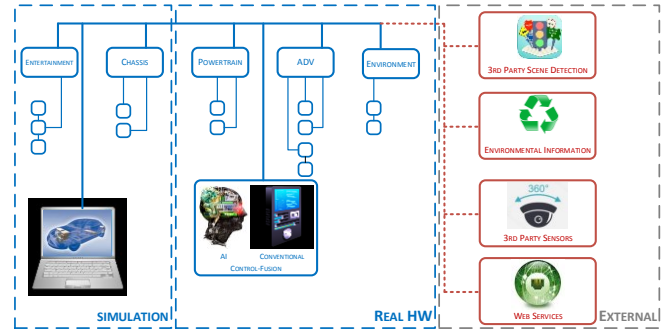 ENTERTAINMENT
CHASSIS
POWERTRAIN
ADV
ENVIRONMENT
3RD PARTY SCENE DETECTION
ENVIRONMENTAL INFORMATION
360°
3RD PARTY SENSORS
AI
CONVENTIONAL
CONTROL-FUSION
WEB SERVICES
SIMULATION
REAL HW
EXTERNAL